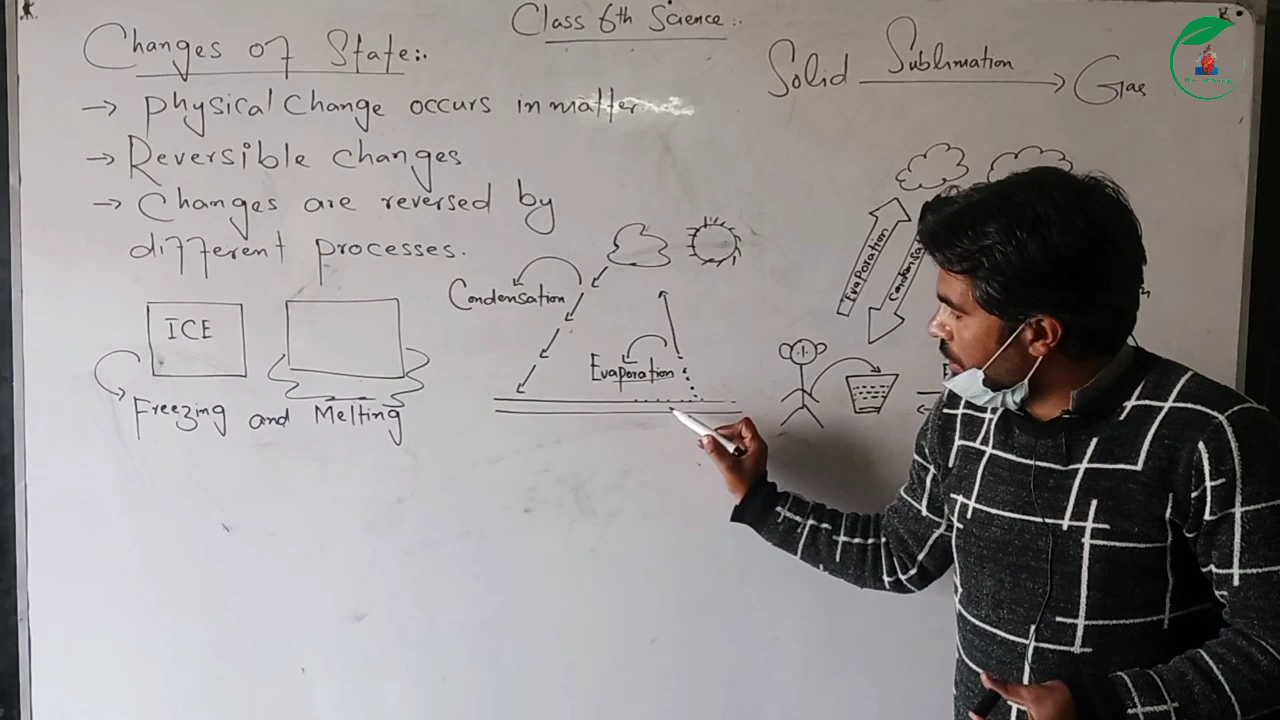 Class 6th Science :.
Changes of State:.
→ Physical Change occurs in matter
→ Reversible changes
→ Changes are reversed by
different processes.
Solid Sublimation → Gas
ICE
Freezing and Melting
Condensation
Evaporation
Evaporation